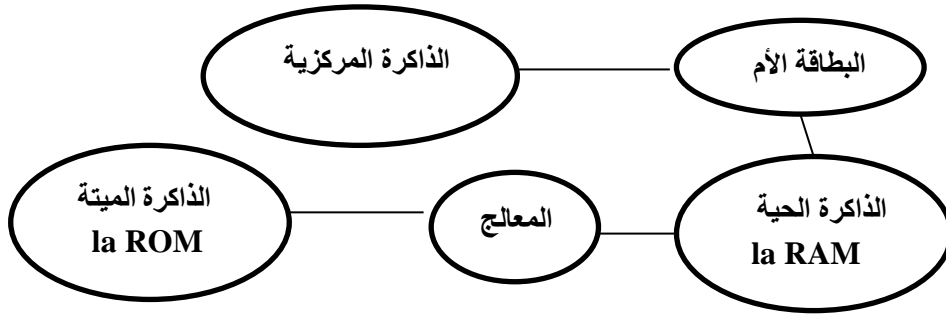 الذاكرة المركزية
البطاقة الأم
الذاكرة الميتة
la ROM
المعالج
الذاكرة الحية
la RAM